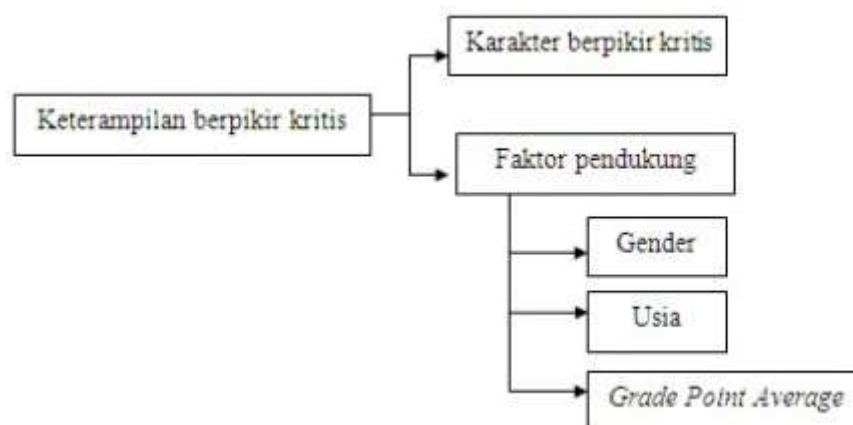 Karakter berpikir kritis
Keterampilan berpikir kritis
Faktor pendukung
Gender
Usia
Grade Point Average